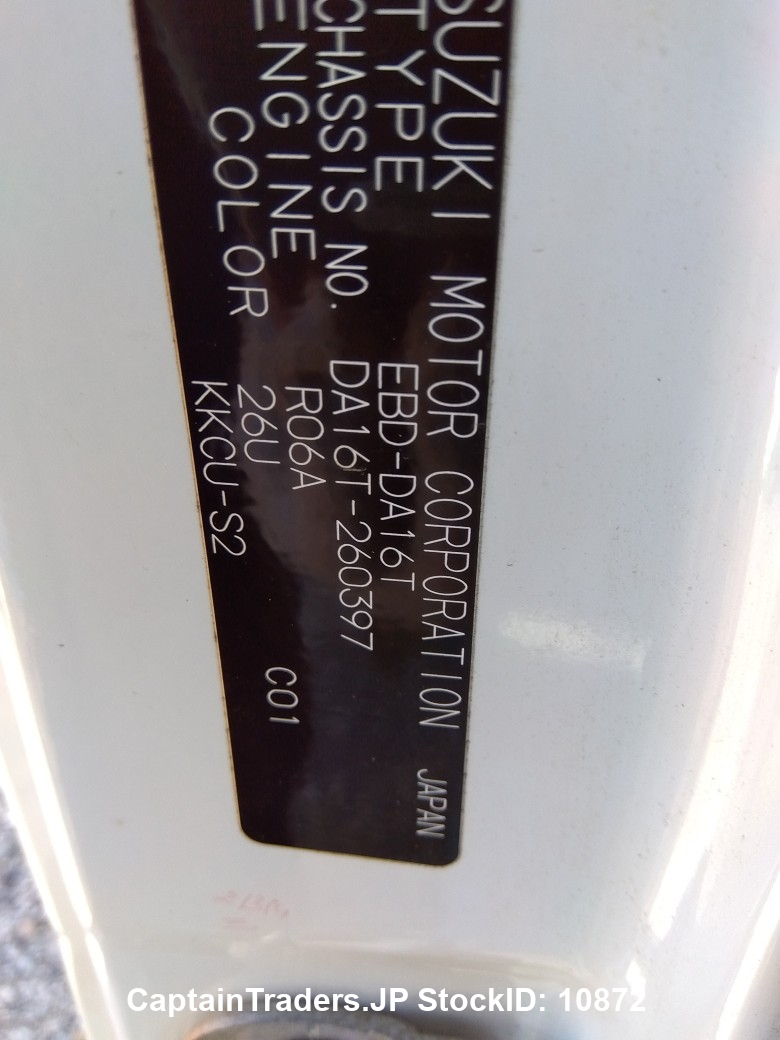 SUZUKI MOTOR CORPORATION JAPAN
TYPE EBD-DA16T
CHASSIS NO. DA16T-260397
ENGINE R06A
COLOR 26U C01
KKCU-S2
CaptainTraders.JP StockID: 10872